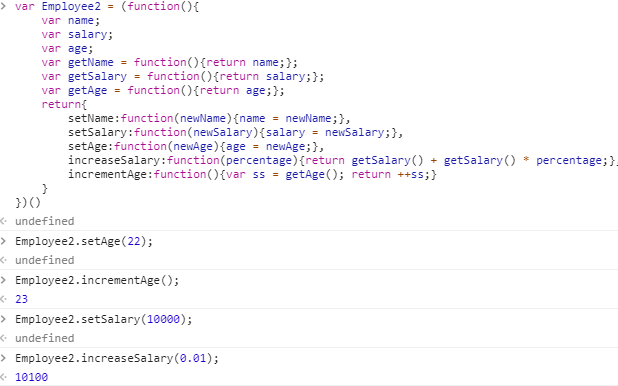 > var Employee2 = (function(){
var name;
var salary;
var age;
var getName = function(){return name;};
var getSalary = function(){return salary;};
var getAge = function(){return age;};
return{
setName:function(newName){name = newName;},
setSalary:function(newSalary){salary = newSalary;},
setAge:function(newAge){age = newAge;},
increaseSalary:function(percentage){return getSalary() + getSalary() * percentage;},
incrementAge:function(){var ss = getAge(); return ++ss;}
}
})()
< undefined
> Employee2.setAge(22);
< undefined
> Employee2.incrementAge();
< 23
> Employee2.setSalary(10000);
< undefined
> Employee2.increaseSalary(0.01);
< 10100